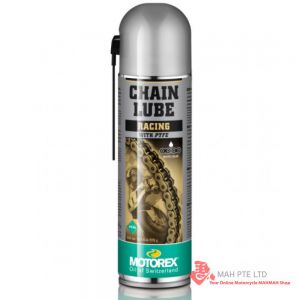 CHAIN
LUBE
RACING
WITH PTFE
MOTOREX
Oil of Switzerland
MAH PTE LTD
Your Online Motorcycle MAHMAH Shop